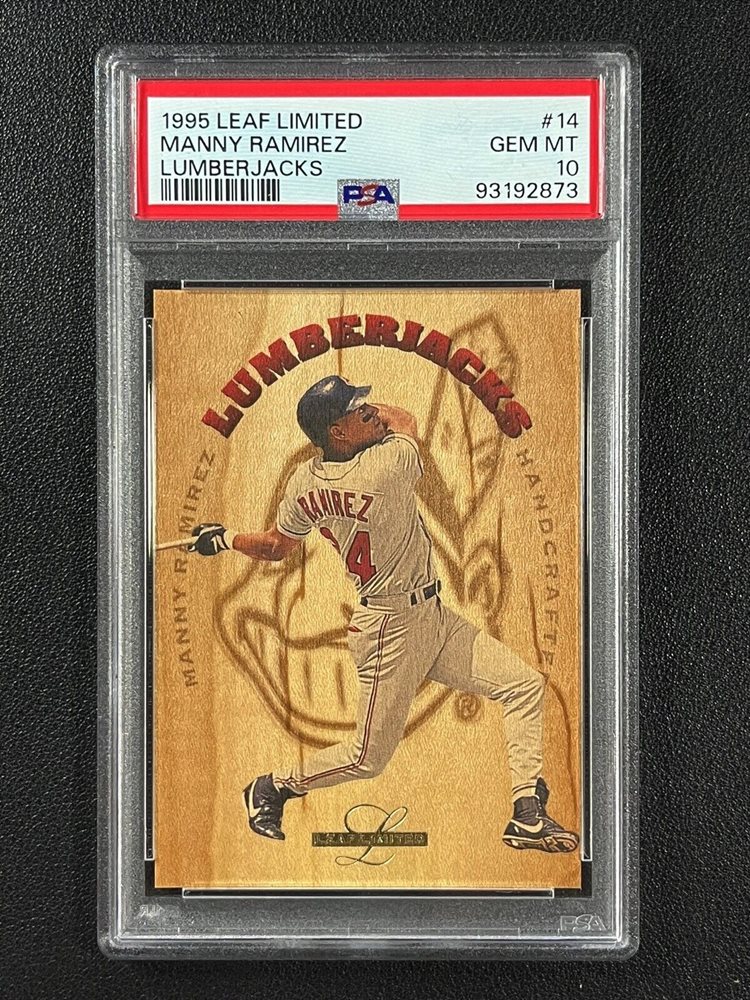 1995 LEAF LIMITED #14
MANNY RAMIREZ GEM MT
LUMBERJACKS 10
PSA 93192873
LUMBERJACKS
MANNY RAMIREZ
HANDCRAFTED
RAMIREZ
24
®
L
LEAF LIMITED
PSA